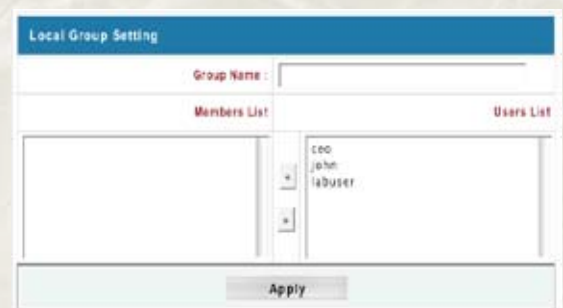 Local Group Setting
Group Name :
Members List
Users List
ceo
john
labuser
Apply